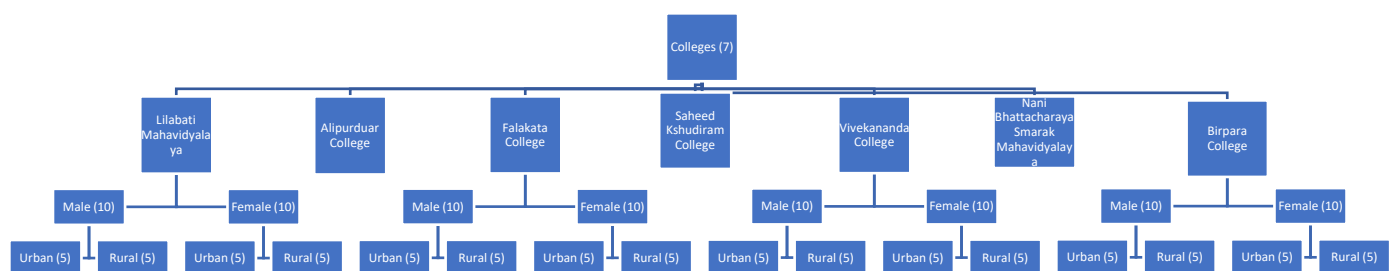 Colleges (7)
Lilabati
Mahavidyala
ya
Alipurduar
College
Falakata
College
Saheed
Kshudiram
College
Vivekananda
College
Nani
Bhattacharaya
Smarak
Mahavidyalay
a
Birpara
College
Male (10)
Female (10)
Male (10)
Female (10)
Male (10)
Female (10)
Male (10)
Female (10)
Urban (5)
Rural (5)
Urban (5)
Rural (5)
Urban (5)
Rural (5)
Urban (5)
Rural (5)
Urban (5)
Rural (5)
Urban (5)
Rural (5)
Urban (5)
Rural (5)
Urban (5)
Rural (5)